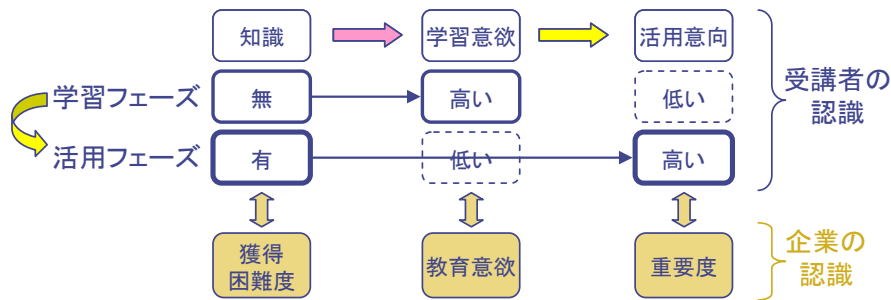 知識
学習意欲
活用意向
学習フェーズ
無
高い
低い
受講者の
認識
活用フェーズ
有
低い
高い
獲得
困難度
教育意欲
重要度
企業の
認識